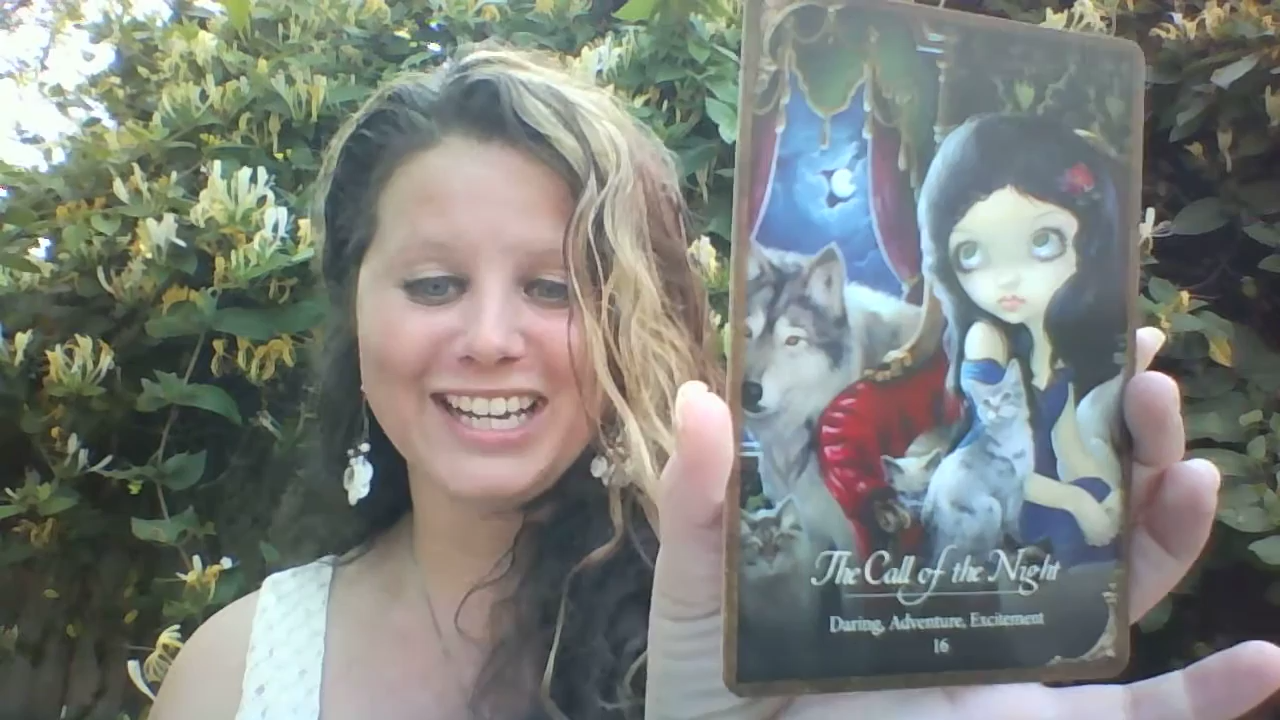 The Call of the Night
Daring, Adventure, Excitement
16